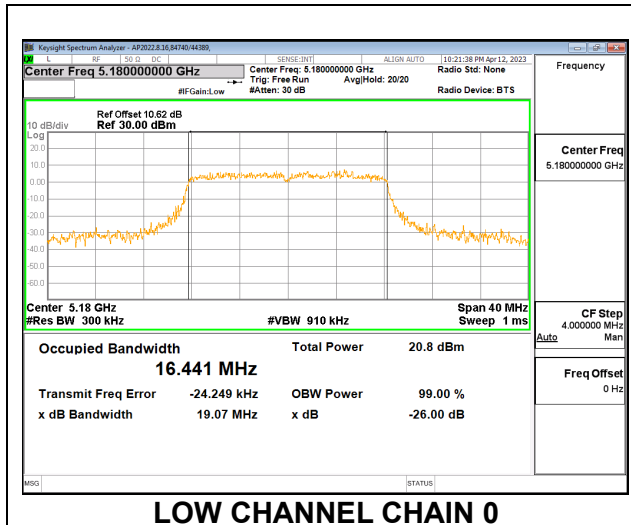 Keysight Spectrum Analyzer - AP2022.8.16,84740/44389,
L RF 50 Ω DC SENSE:INT ALIGN AUTO 10:21:38 PM Apr 12, 2023
Center Freq 5.180000000 GHz
Center Freq: 5.180000000 GHz
Radio Std: None
Trig: Free Run Avg|Hold: 20/20
#IFGain:Low #Atten: 30 dB Radio Device: BTS
Frequency
Ref Offset 10.62 dB
10 dB/div Ref 30.00 dBm
Log
20.0
10.0
0.00
-10.0
-20.0
-30.0
-40.0
-50.0
-60.0
Center 5.18 GHz Span 40 MHz
#Res BW 300 kHz #VBW 910 kHz Sweep 1 ms
Center Freq
5.180000000 GHz
CF Step
4.000000 MHz
Auto Man
Freq Offset
0 Hz
Occupied Bandwidth Total Power 20.8 dBm
16.441 MHz
Transmit Freq Error -24.249 kHz OBW Power 99.00 %
x dB Bandwidth 19.07 MHz x dB -26.00 dB
MSG STATUS
LOW CHANNEL CHAIN 0